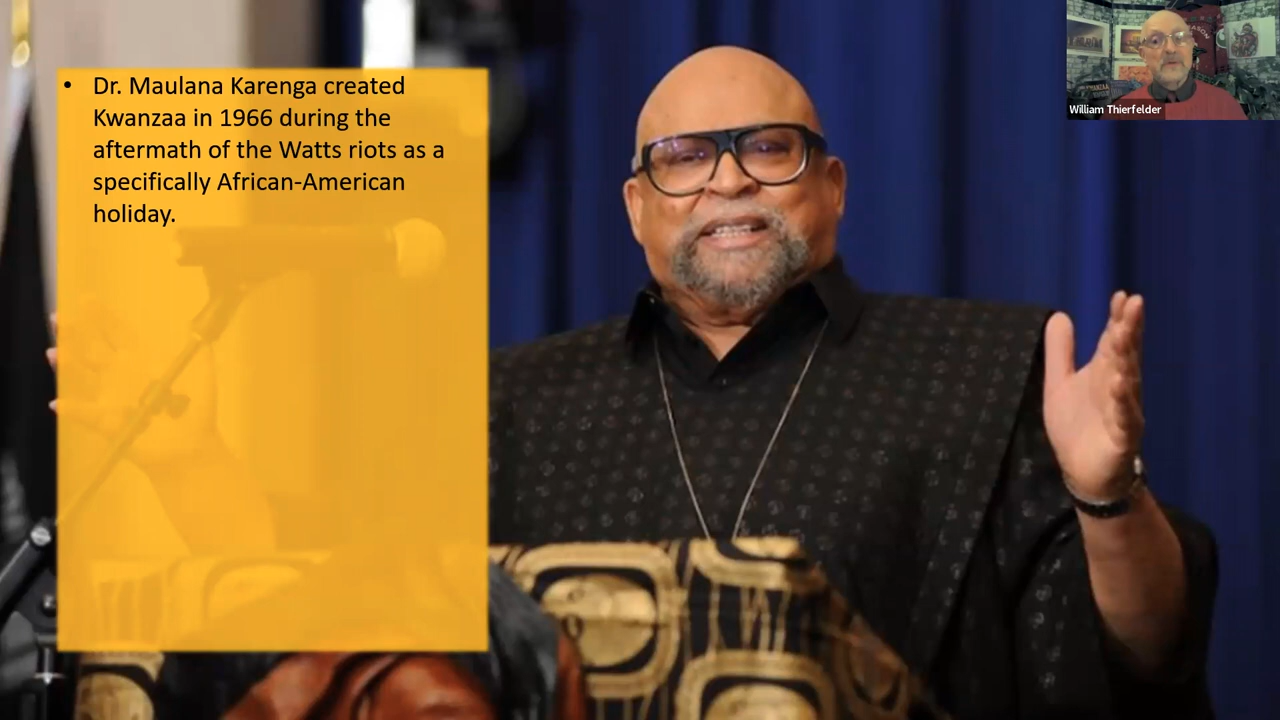 • Dr. Maulana Karenga created
Kwanzaa in 1966 during the
aftermath of the Watts riots as a
specifically African-American
holiday.
William Thierfelder